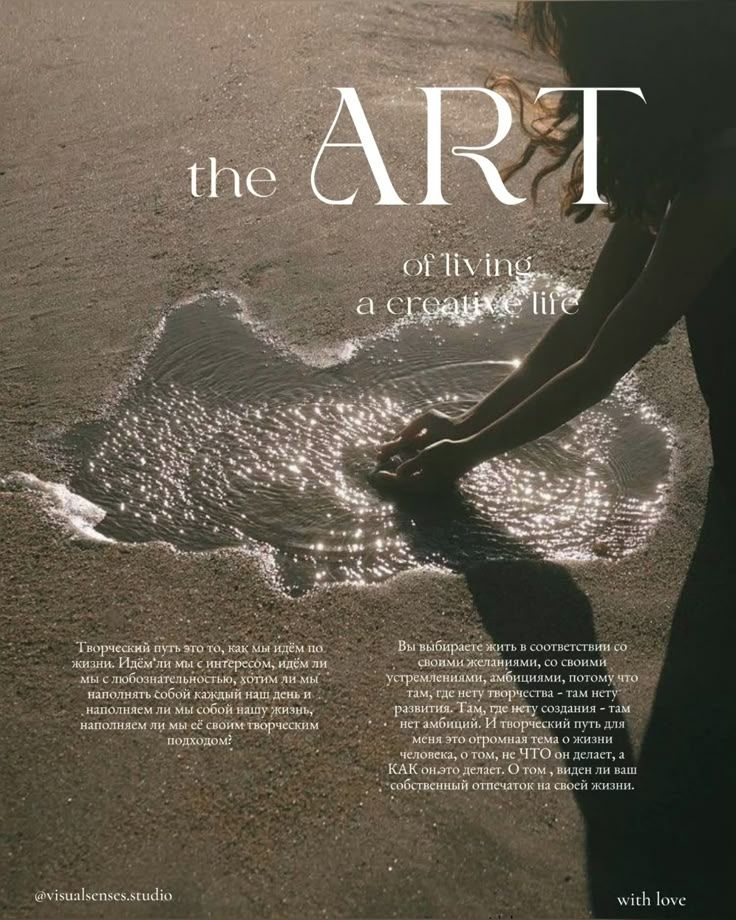 the ART
of living
a creative life
Творческий путь это то, как мы идём по
жизни. Идём ли мы с интересом, идём ли
мы с любознательностью, хотим ли мы
наполнять собой каждый наш день и
наполняем ли мы собой нашу жизнь,
наполняем ли мы её своим творческим
подходом?
Вы выбираете жить в соответствии со
своими желаниями, со своими
устремлениями, амбициями, потому что
там, где нету творчества - там нету
развития. Там, где нету создания - там
нет амбиций. И творческий путь для
меня это огромная тема о жизни
человека, о том, не ЧТО он делает, а
КАК он.это делает. О том , виден ли ваш
собственный отпечаток на своей жизни.
@visualsenses.studio
with love